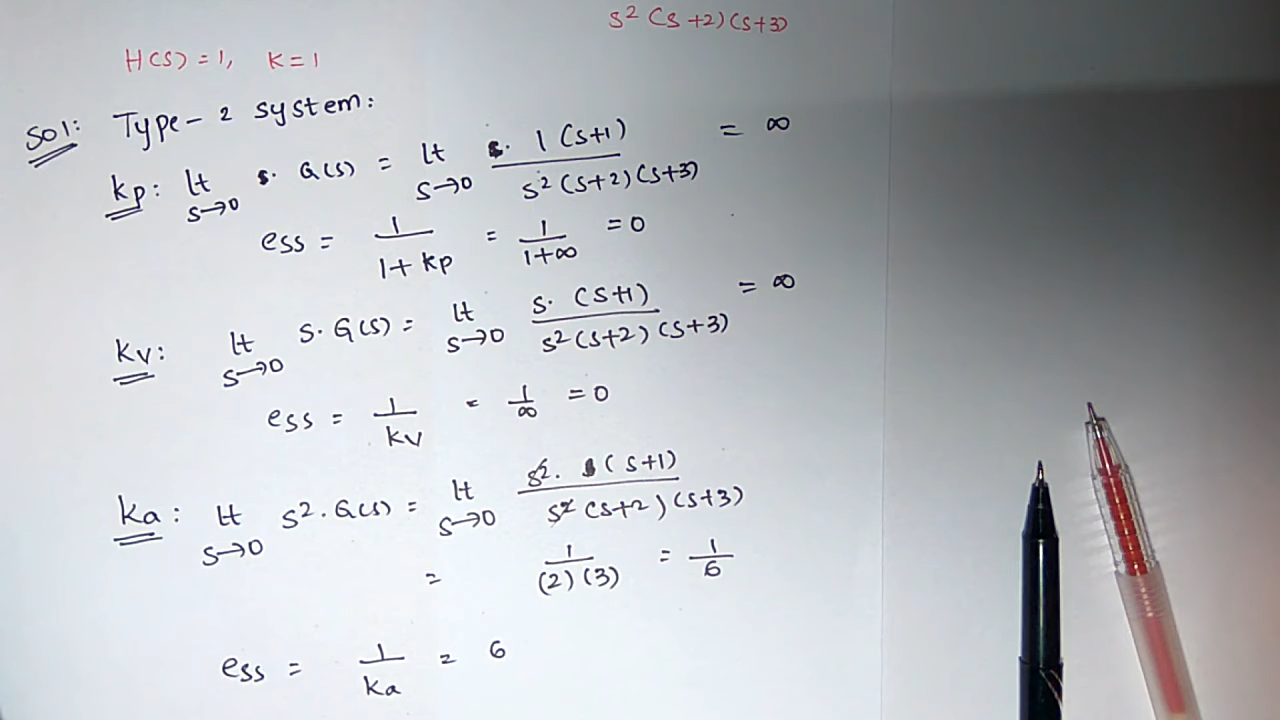 s² (s+2)(s+3)
H(s) = 1, K = 1
Sol: Type - 2 system:
kp: lt s→0 s. G(s) = lt s→0 s. 1 (s+1) / s² (s+2) (s+3) = ∞
ess = 1 / 1 + kp = 1 / 1+∞ = 0
kv: lt s→0 s. G(s) = lt s→0 s. (s+1) / s² (s+2) (s+3) = ∞
ess = 1 / kv = 1 / ∞ = 0
ka: lt s→0 s². G(s) = lt s→0 s². (s+1) / s² (s+2) (s+3)
= 1 / (2) (3) = 1 / 6
ess = 1 / ka = 6